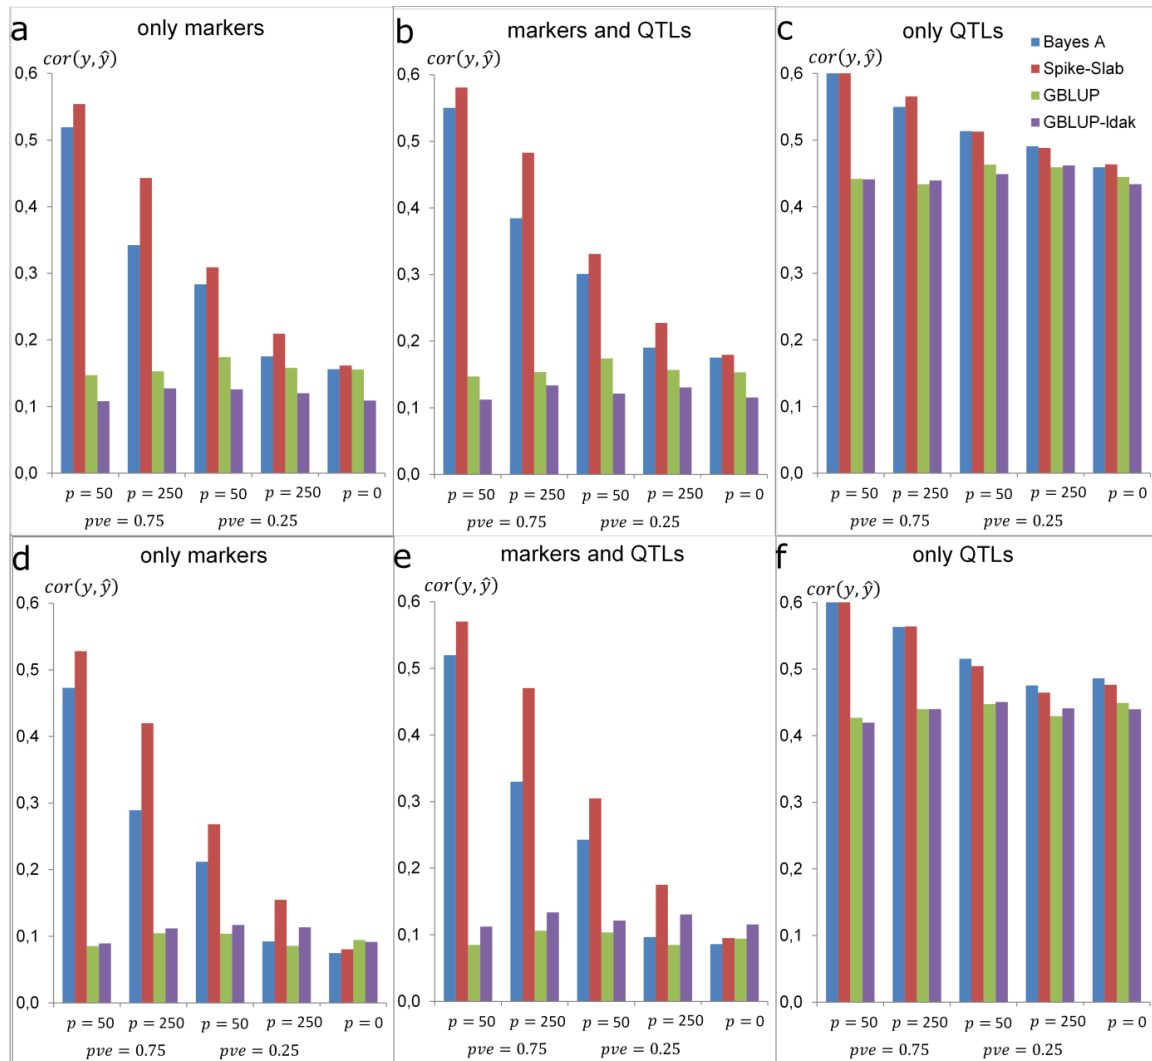 a
only markers
cor(y, ŷ)
0,6
0,5
0,4
0,3
0,2
0,1
0,0
p = 50 p = 250 p = 50 p = 250 p = 0
pve = 0.75 pve = 0.25
b
markers and QTLs
cor(y, ŷ)
0,6
0,5
0,4
0,3
0,2
0,1
0,0
p = 50 p = 250 p = 50 p = 250 p = 0
pve = 0.75 pve = 0.25
c
only QTLs
cor(y, ŷ)
Bayes A
Spike-Slab
GBLUP
GBLUP-ldak
0,6
0,5
0,4
0,3
0,2
0,1
0,0
p = 50 p = 250 p = 50 p = 250 p = 0
pve = 0.75 pve = 0.25
d
only markers
cor(y, ŷ)
0,6
0,5
0,4
0,3
0,2
0,1
0,0
p = 50 p = 250 p = 50 p = 250 p = 0
pve = 0.75 pve = 0.25
e
markers and QTLs
cor(y, ŷ)
0,6
0,5
0,4
0,3
0,2
0,1
0,0
p = 50 p = 250 p = 50 p = 250 p = 0
pve = 0.75 pve = 0.25
f
only QTLs
cor(y, ŷ)
0,6
0,5
0,4
0,3
0,2
0,1
0,0
p = 50 p = 250 p = 50 p = 250 p = 0
pve = 0.75 pve = 0.25